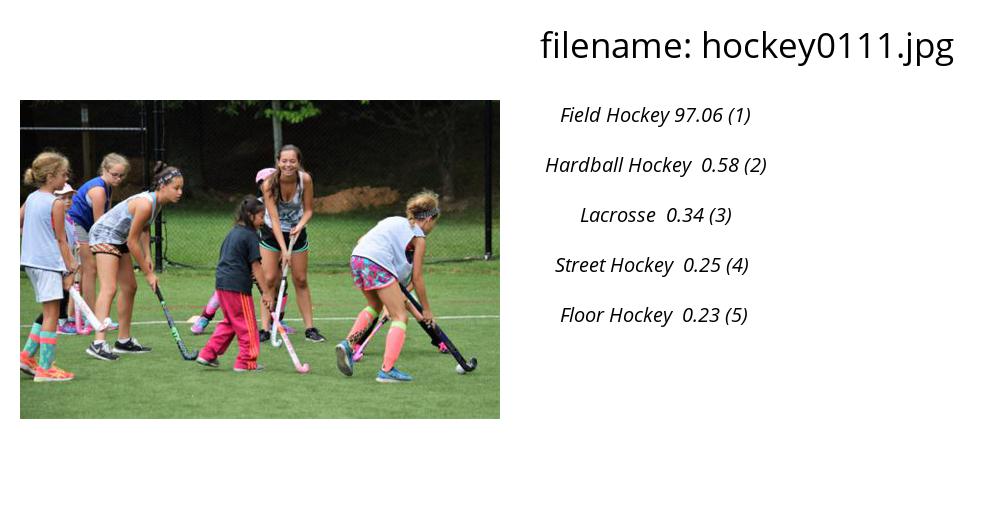 filename: hockey0111.jpg
Field Hockey 97.06 (1)
Hardball Hockey 0.58 (2)
Lacrosse 0.34 (3)
Street Hockey 0.25 (4)
Floor Hockey 0.23 (5)